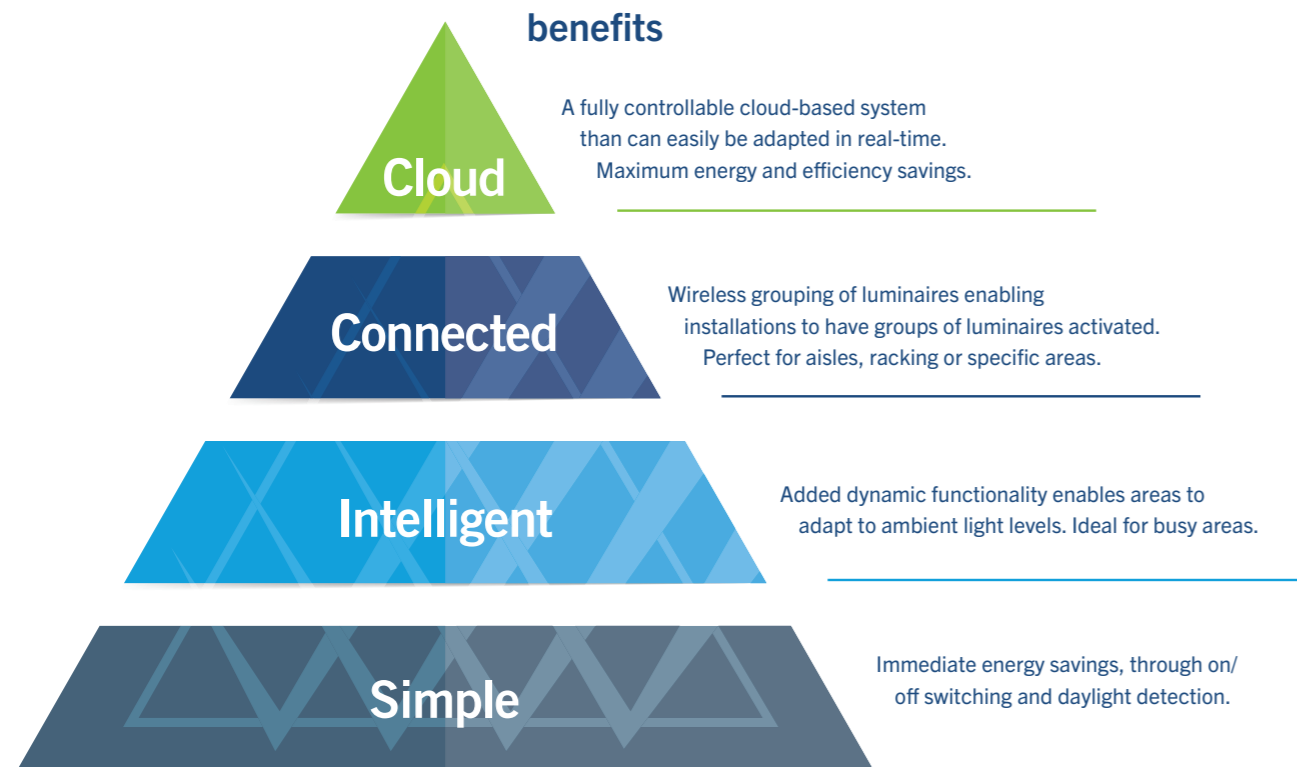 benefits
Cloud
A fully controllable cloud-based system
than can easily be adapted in real-time.
Maximum energy and efficiency savings.
Connected
Wireless grouping of luminaires enabling
installations to have groups of luminaires activated.
Perfect for aisles, racking or specific areas.
Intelligent
Added dynamic functionality enables areas to
adapt to ambient light levels. Ideal for busy areas.
Simple
Immediate energy savings, through on/
off switching and daylight detection.